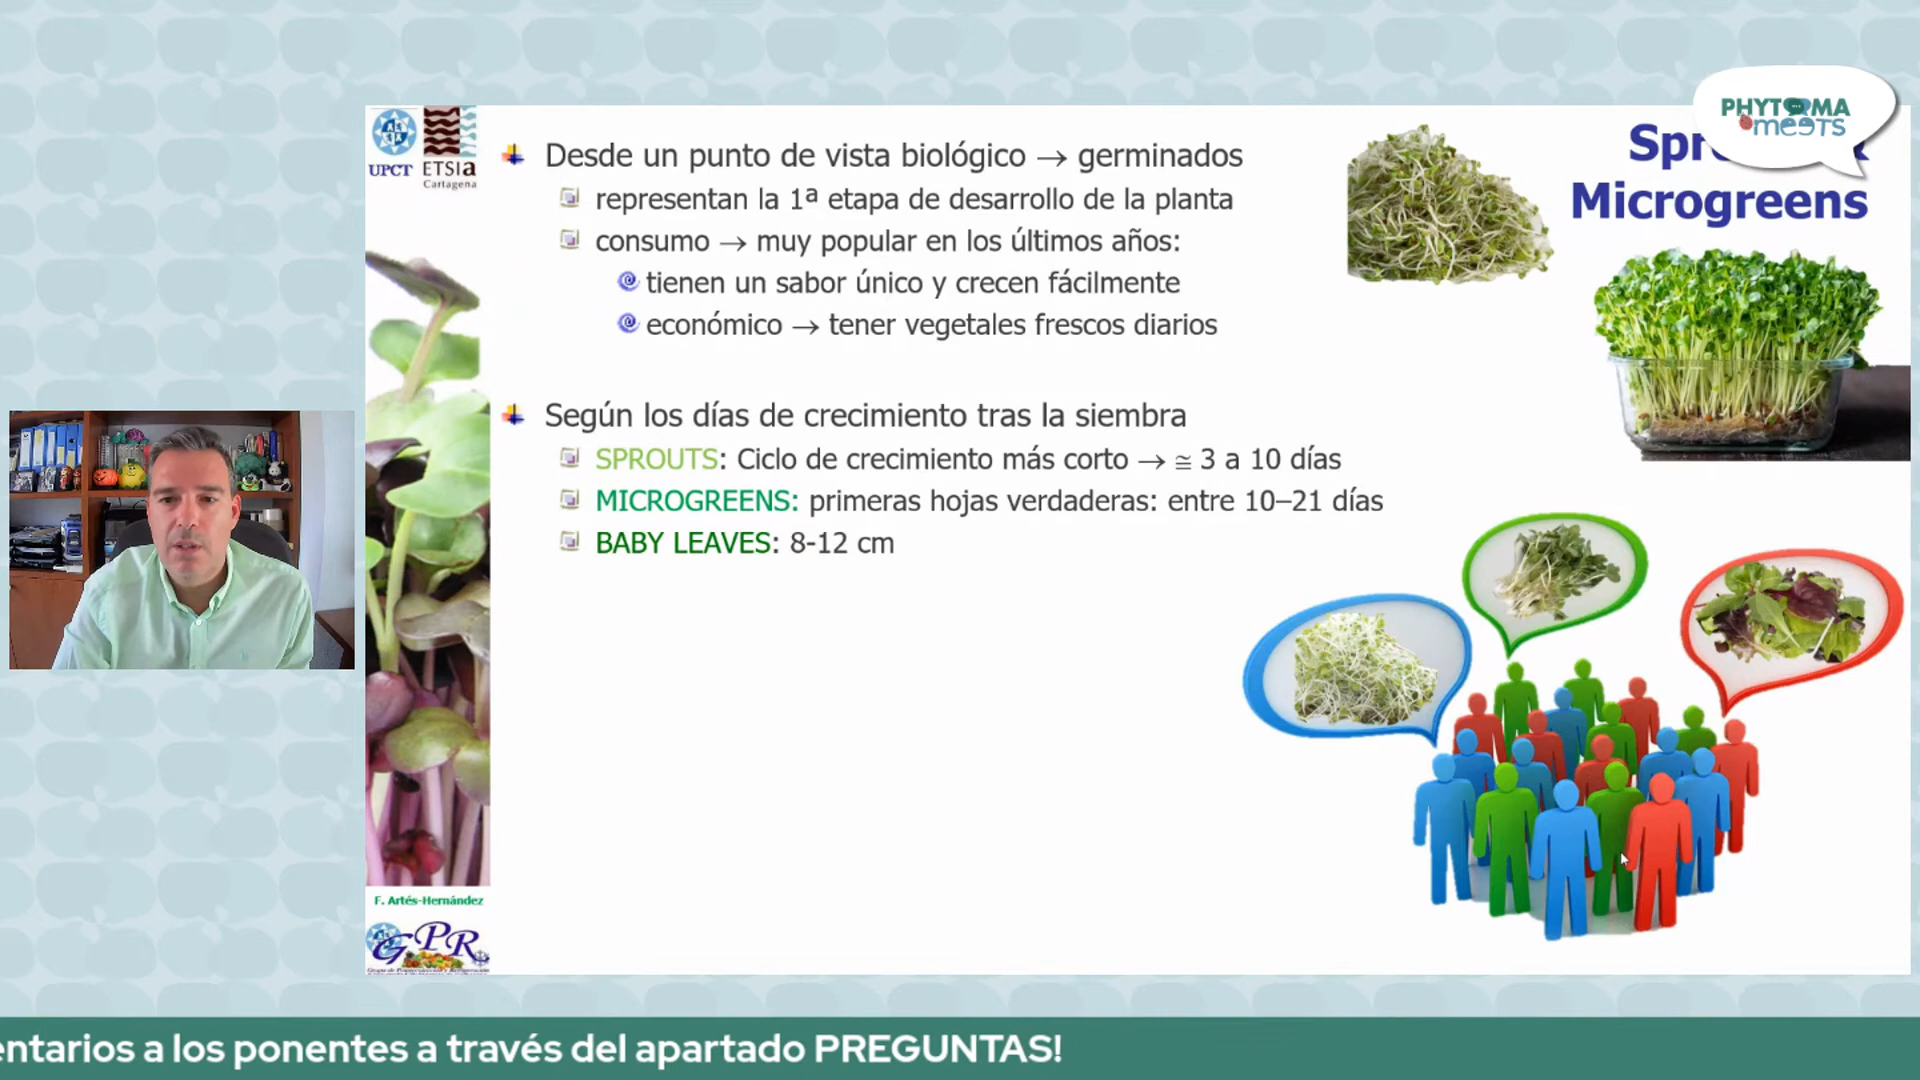 PHYTOMA
meets
UPCT
ETSIa
Cartagena
Microgreens
Desde un punto de vista biológico → germinados
representan la 1ª etapa de desarrollo de la planta
consumo → muy popular en los últimos años:
tienen un sabor único y crecen fácilmente
económico → tener vegetales frescos diarios
Según los días de crecimiento tras la siembra
SPROUTS: Ciclo de crecimiento más corto → ≅ 3 a 10 días
MICROGREENS: primeras hojas verdaderas: entre 10–21 días
BABY LEAVES: 8-12 cm
F. Artés-Hernández
GPR
entarios a los ponentes a través del apartado PREGUNTAS!